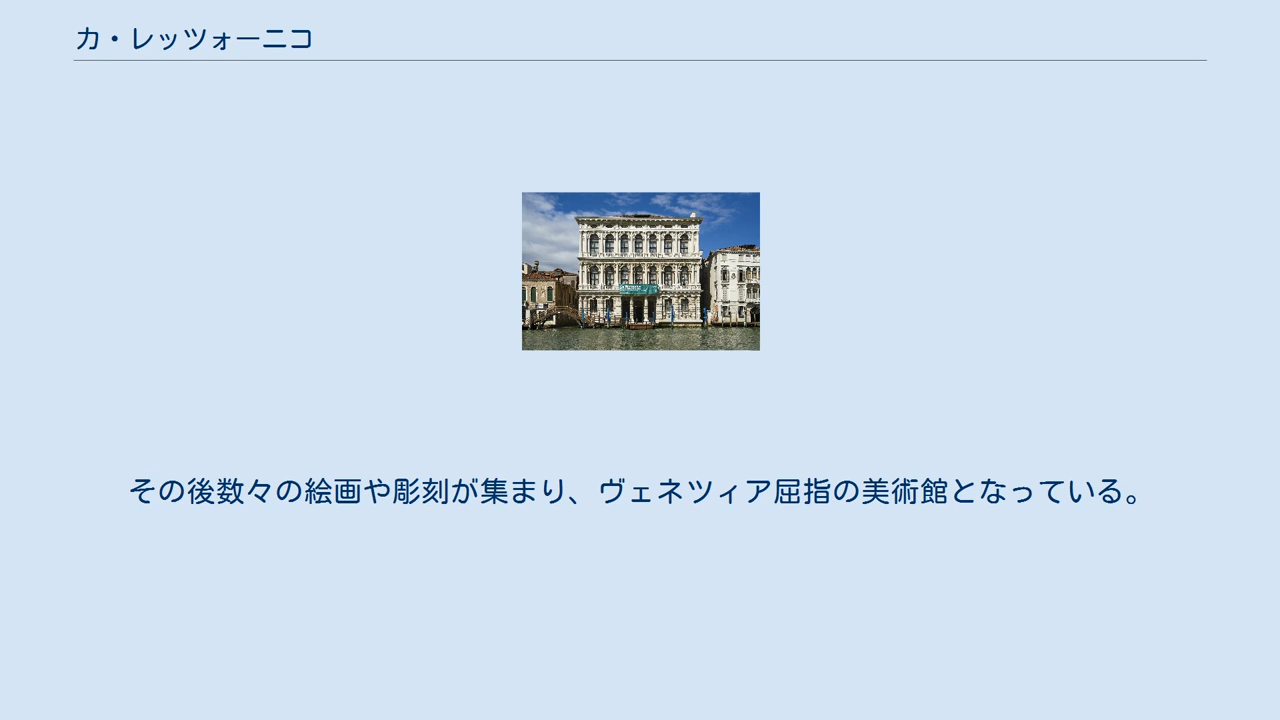 カ・レッツォーニコ
その後数々の絵画や彫刻が集まり、ヴェネツィア屈指の美術館となっている。